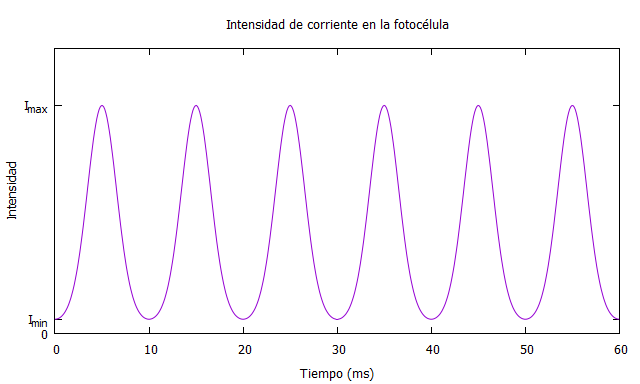 Intensidad de corriente en la fotocélula
Imax
Intensidad
Imin
0
0 10 20 30 40 50 60
Tiempo (ms)